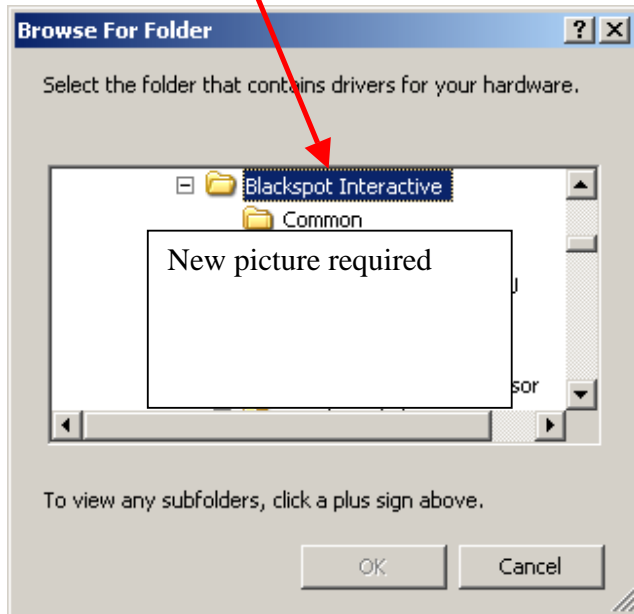 Browse For Folder
Select the folder that contains drivers for your hardware.
Blackspot Interactive
Common
New picture required
To view any subfolders, click a plus sign above.
OK
Cancel